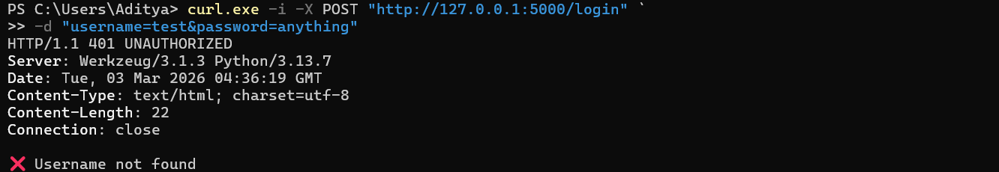 PS C:\Users\Aditya> curl.exe -i -X POST "http://127.0.0.1:5000/login" `
>> -d "username=test&password=anything"
HTTP/1.1 401 UNAUTHORIZED
Server: Werkzeug/3.1.3 Python/3.13.7
Date: Tue, 03 Mar 2026 04:36:19 GMT
Content-Type: text/html; charset=utf-8
Content-Length: 22
Connection: close
❌ Username not found